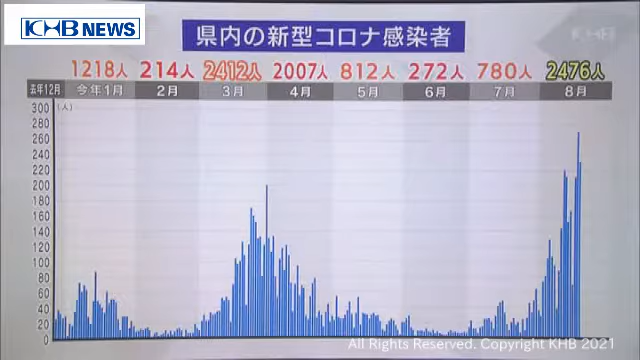 KHB NEWS
県内の新型コロナ感染者
KHB
1218人 214人 2412人 2007人 812人 272人 780人 2476人
去年12月 今年1月 2月 3月 4月 5月 6月 7月 8月
300 (人)
280
260
240
220
200
180
160
140
120
100
80
60
40
20
0
All Rights Reserved. Copyright KHB 2021